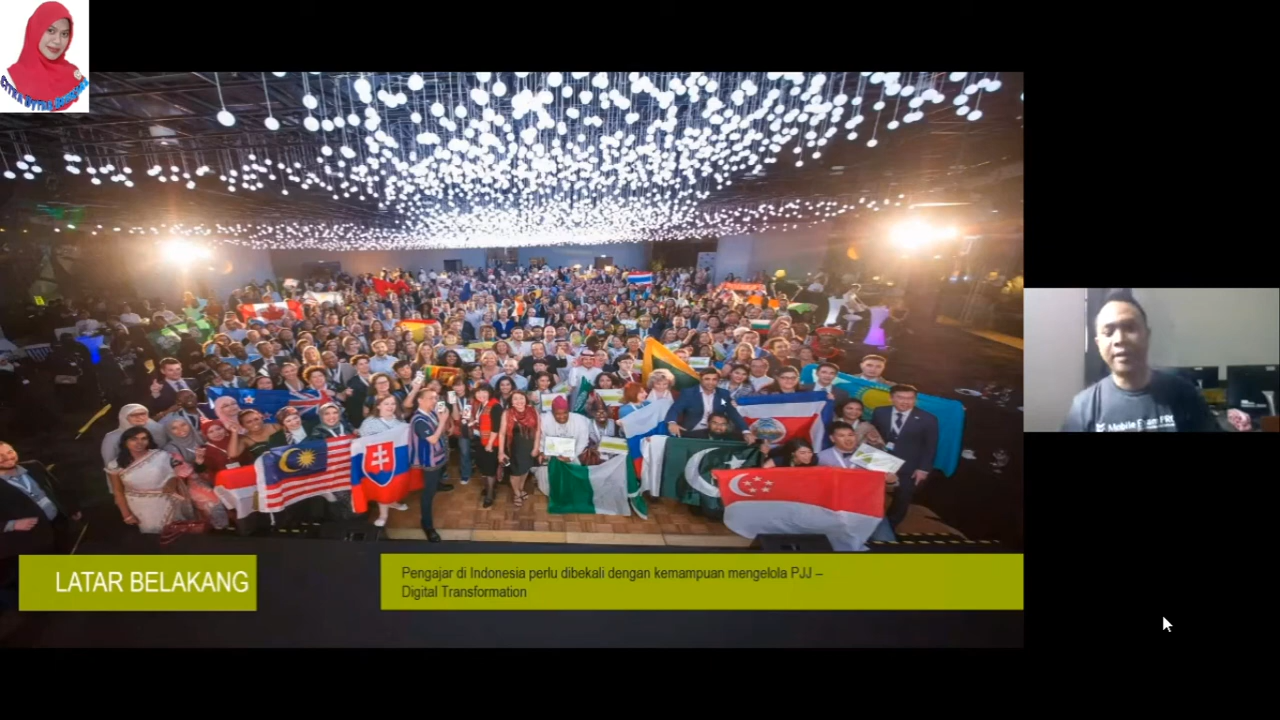 LATAR BELAKANG
Pengajar di Indonesia perlu dibekali dengan kemampuan mengelola PJJ –
Digital Transformation